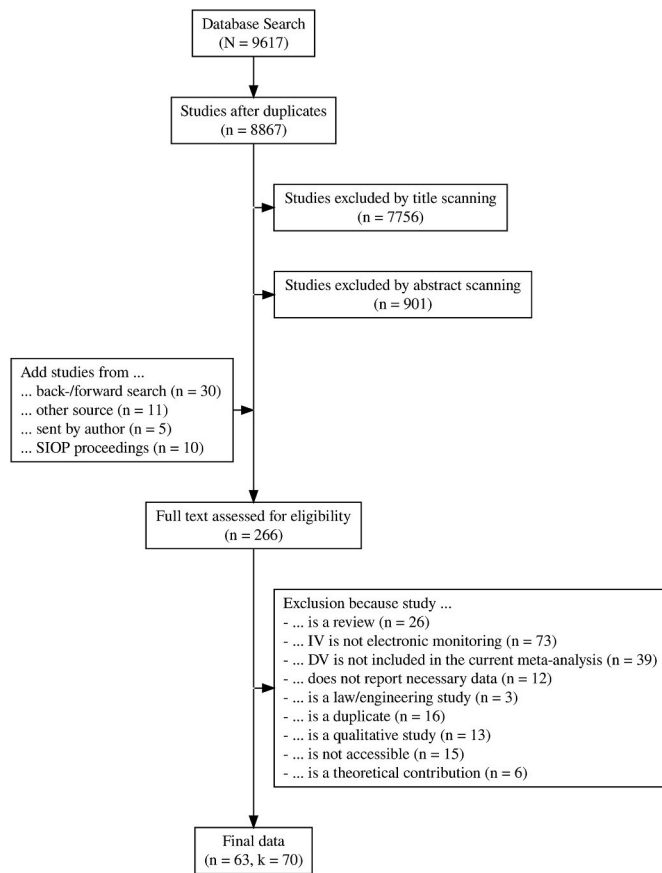 Database Search
(N = 9617)
Studies after duplicates
(n = 8867)
Studies excluded by title scanning
(n = 7756)
Studies excluded by abstract scanning
(n = 901)
Add studies from ...
... back-/forward search (n = 30)
... other source (n = 11)
... sent by author (n = 5)
... SIOP proceedings (n = 10)
Full text assessed for eligibility
(n = 266)
Exclusion because study ...
- ... is a review (n = 26)
- ... IV is not electronic monitoring (n = 73)
- ... DV is not included in the current meta-analysis (n = 39)
- ... does not report necessary data (n = 12)
- ... is a law/engineering study (n = 3)
- ... is a duplicate (n = 16)
- ... is a qualitative study (n = 13)
- ... is not accessible (n = 15)
- ... is a theoretical contribution (n = 6)
Final data
(n = 63, k = 70)